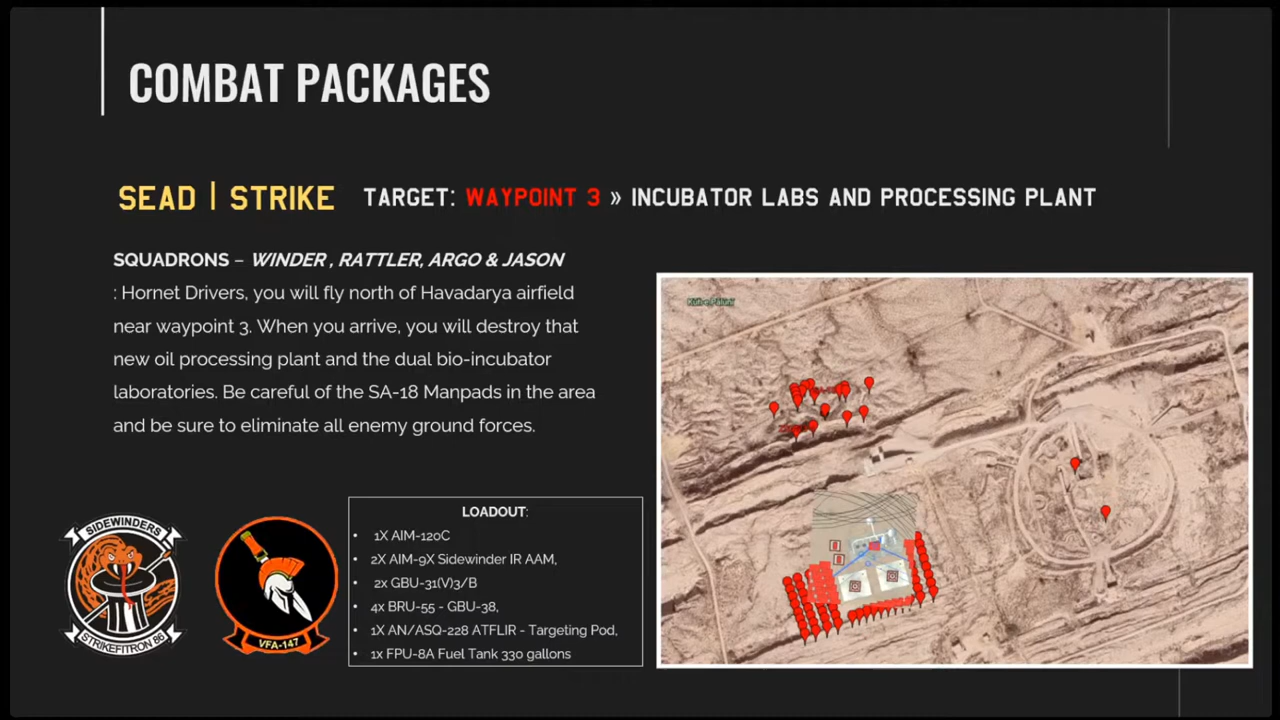 COMBAT PACKAGES
SEAD | STRIKE
TARGET: WAYPOINT 3 » INCUBATOR LABS AND PROCESSING PLANT
SQUADRONS – WINDER , RATTLER, ARGO & JASON
: Hornet Drivers, you will fly north of Havadarya airfield
near waypoint 3. When you arrive, you will destroy that
new oil processing plant and the dual bio-incubator
laboratories. Be careful of the SA-18 Manpads in the area
and be sure to eliminate all enemy ground forces.
SIDEWINDERS
STRIKEFITRON 86
VFA-147
LOADOUT:
• 1X AIM-120C
• 2X AIM-9X Sidewinder IR AAM,
• 2x GBU-31(V)3/B
• 4x BRU-55 - GBU-38,
• 1X AN/ASQ-228 ATFLIR - Targeting Pod,
• 1x FPU-8A Fuel Tank 330 gallons